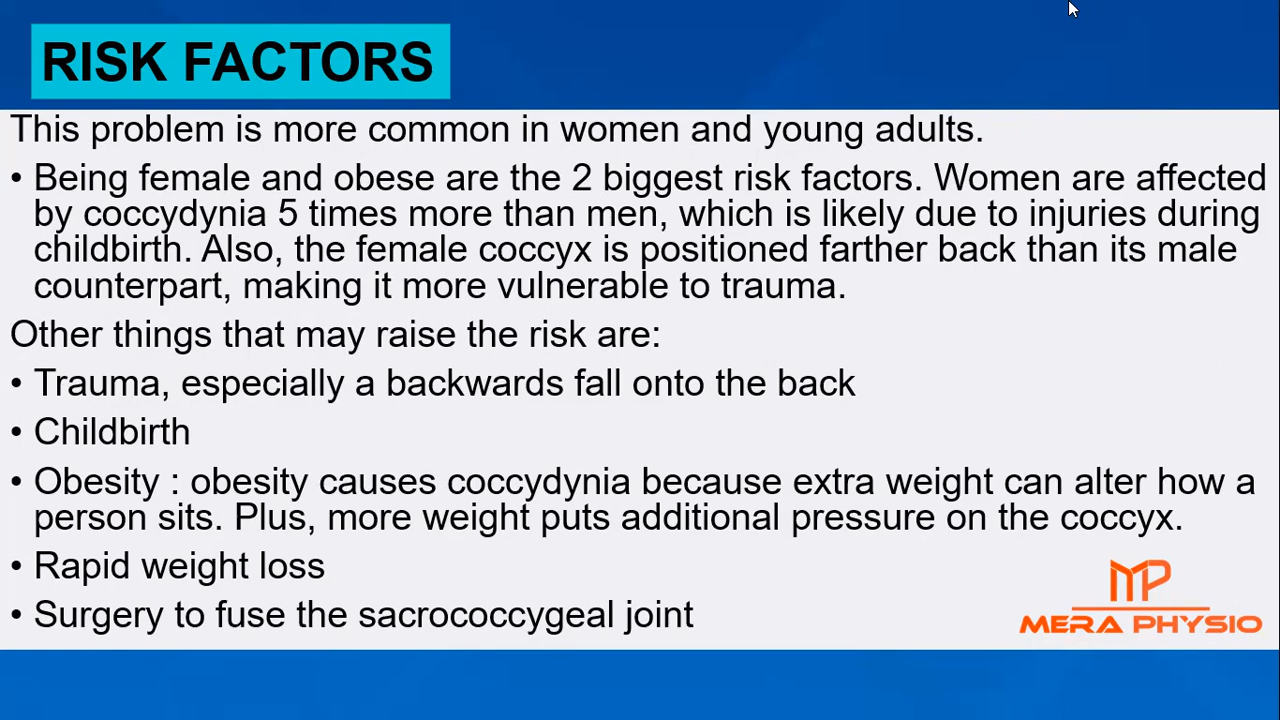 RISK FACTORS
This problem is more common in women and young adults.
• Being female and obese are the 2 biggest risk factors. Women are affected
by coccydynia 5 times more than men, which is likely due to injuries during
childbirth. Also, the female coccyx is positioned farther back than its male
counterpart, making it more vulnerable to trauma.
Other things that may raise the risk are:
• Trauma, especially a backwards fall onto the back
• Childbirth
• Obesity : obesity causes coccydynia because extra weight can alter how a
person sits. Plus, more weight puts additional pressure on the coccyx.
• Rapid weight loss
• Surgery to fuse the sacrococcygeal joint
MP
MERA PHYSIO